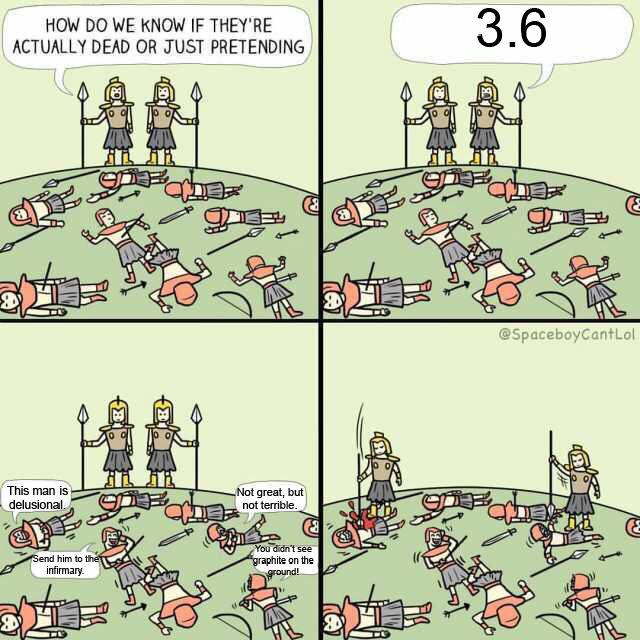 HOW DO WE KNOW IF THEY'RE
ACTUALLY DEAD OR JUST PRETENDING
3.6
@SpaceboyCantLol
This man is
delusional.
Not great, but
not terrible.
Send him to the
infirmary.
You didn't see
graphite on the
ground!